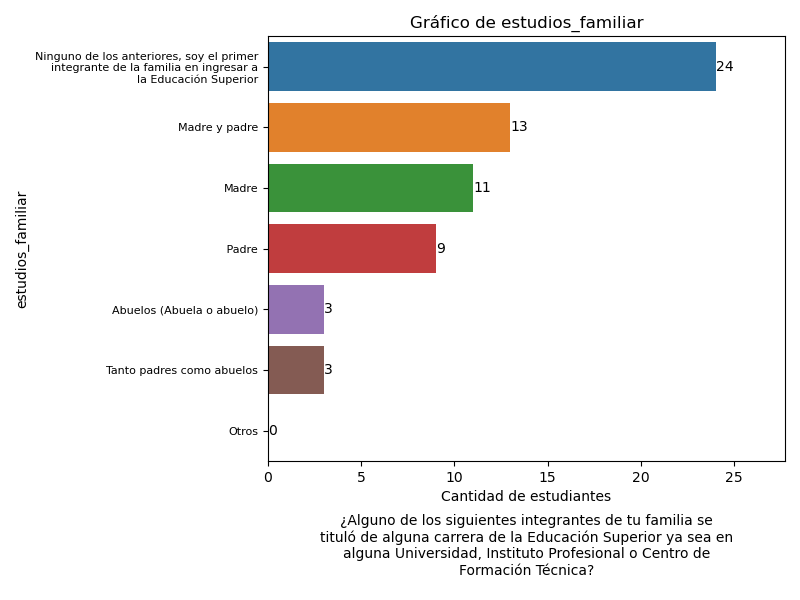 Gráfico de estudios_familiar
Ninguno de los anteriores, soy el primer
integrante de la familia en ingresar a
la Educación Superior
24
Madre y padre
13
Madre
11
Padre
9
Abuelos (Abuela o abuelo)
3
Tanto padres como abuelos
3
Otros
0
estudios_familiar
0 5 10 15 20 25
Cantidad de estudiantes
¿Alguno de los siguientes integrantes de tu familia se
tituló de alguna carrera de la Educación Superior ya sea en
alguna Universidad, Instituto Profesional o Centro de
Formación Técnica?